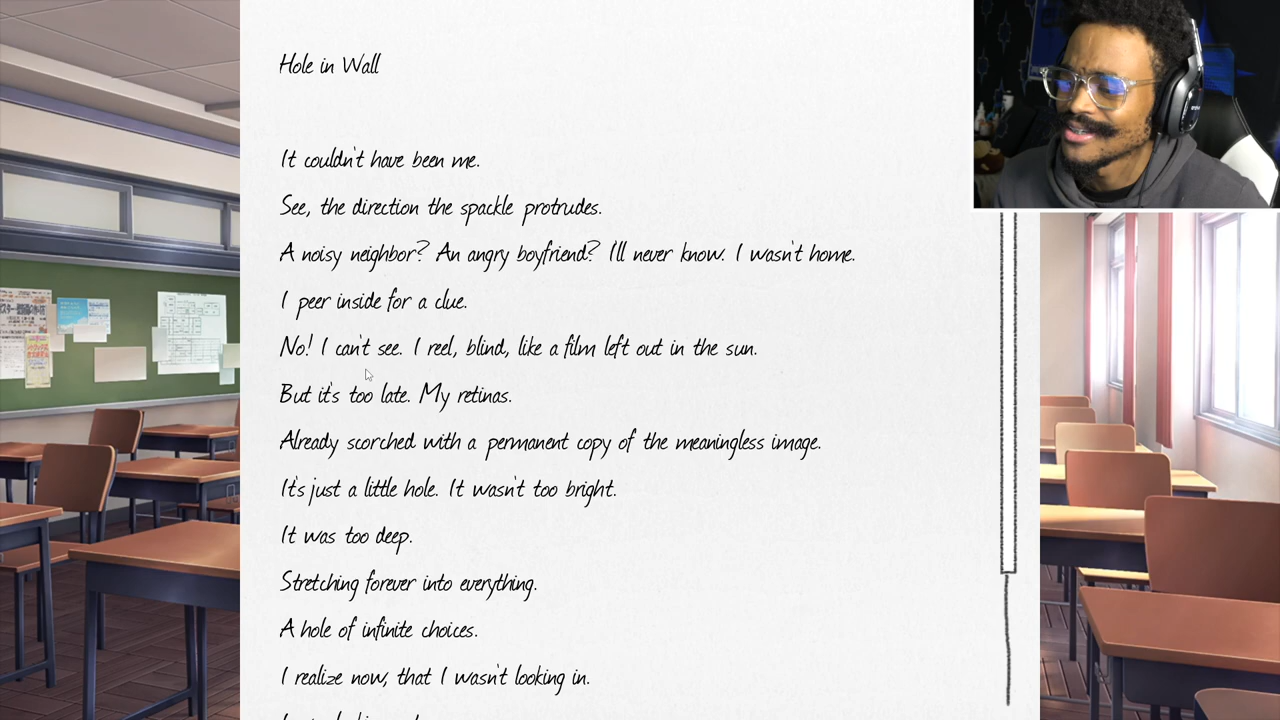 Hole in Wall
It couldn't have been me.
See, the direction the spackle protrudes.
A noisy neighbor? An angry boyfriend? I'll never know. I wasn't home.
I peer inside for a clue.
No! I can't see. I reel, blind, like a film left out in the sun.
But it's too late. My retinas.
Already scorched with a permanent copy of the meaningless image.
It's just a little hole. It wasn't too bright.
It was too deep.
Stretching forever into everything.
A hole of infinite choices.
I realize now, that I wasn't looking in.